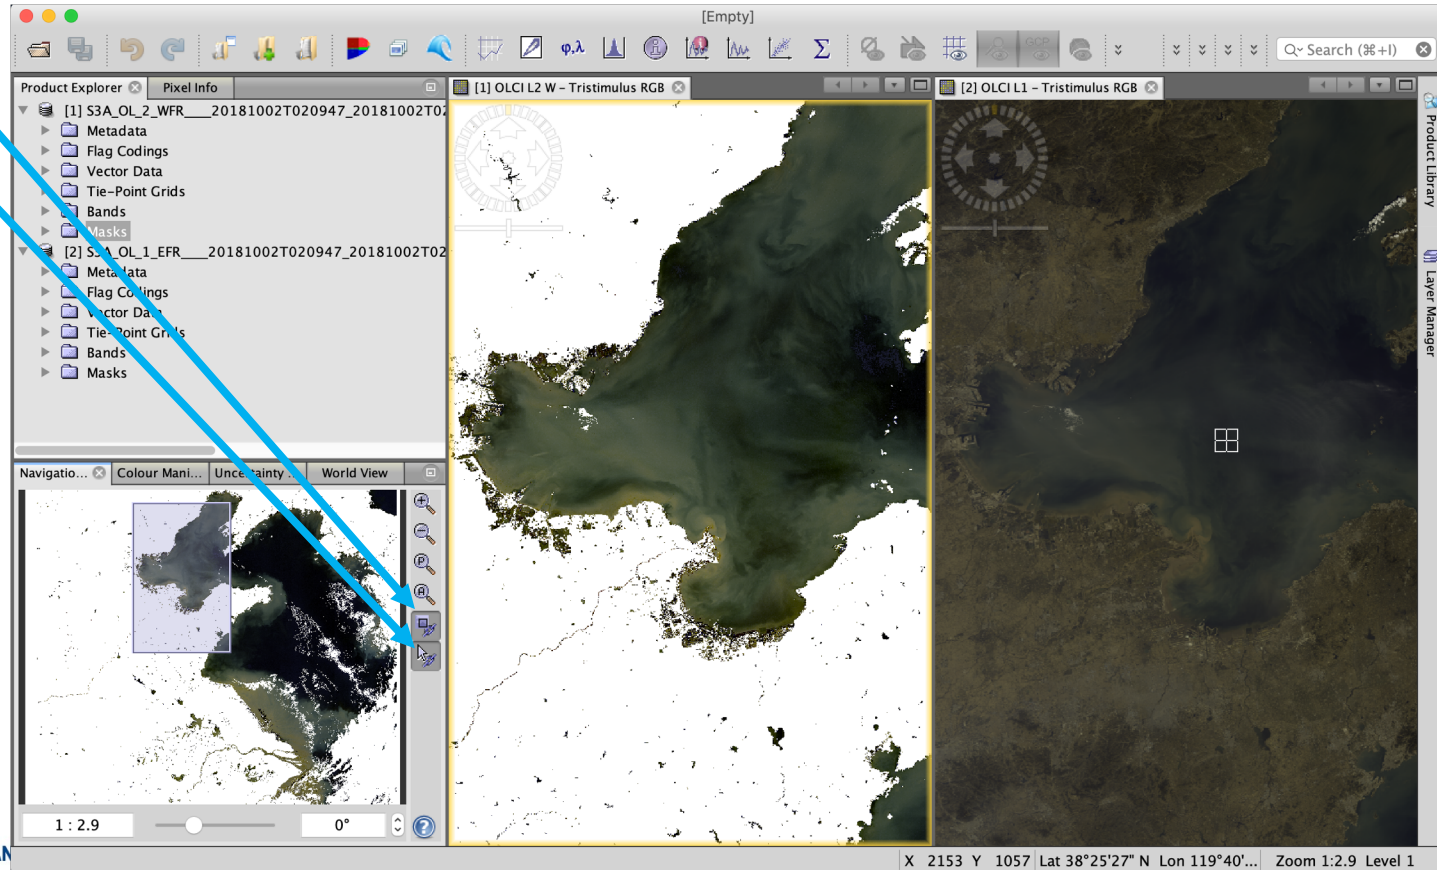 [Empty]
φ,λ
Σ
GCP
Search (⌘+I)
Product Explorer
Pixel Info
[1] OLCI L2 W – Tristimulus RGB
[2] OLCI L1 – Tristimulus RGB
[1] S3A_OL_2_WFR____20181002T020947_20181002T02
Metadata
Flag Codings
Vector Data
Tie-Point Grids
Bands
Masks
[2] S3A_OL_1_EFR____20181002T020947_20181002T02
Metadata
Flag Codings
Vector Data
Tie-Point Grids
Bands
Masks
Product Library
Layer Manager
Navigatio...
Colour Mani...
Uncertainty ...
World View
P
A
1 : 2.9
0°
?
X 2153 Y 1057 Lat 38°25'27" N Lon 119°40'... Zoom 1:2.9 Level 1